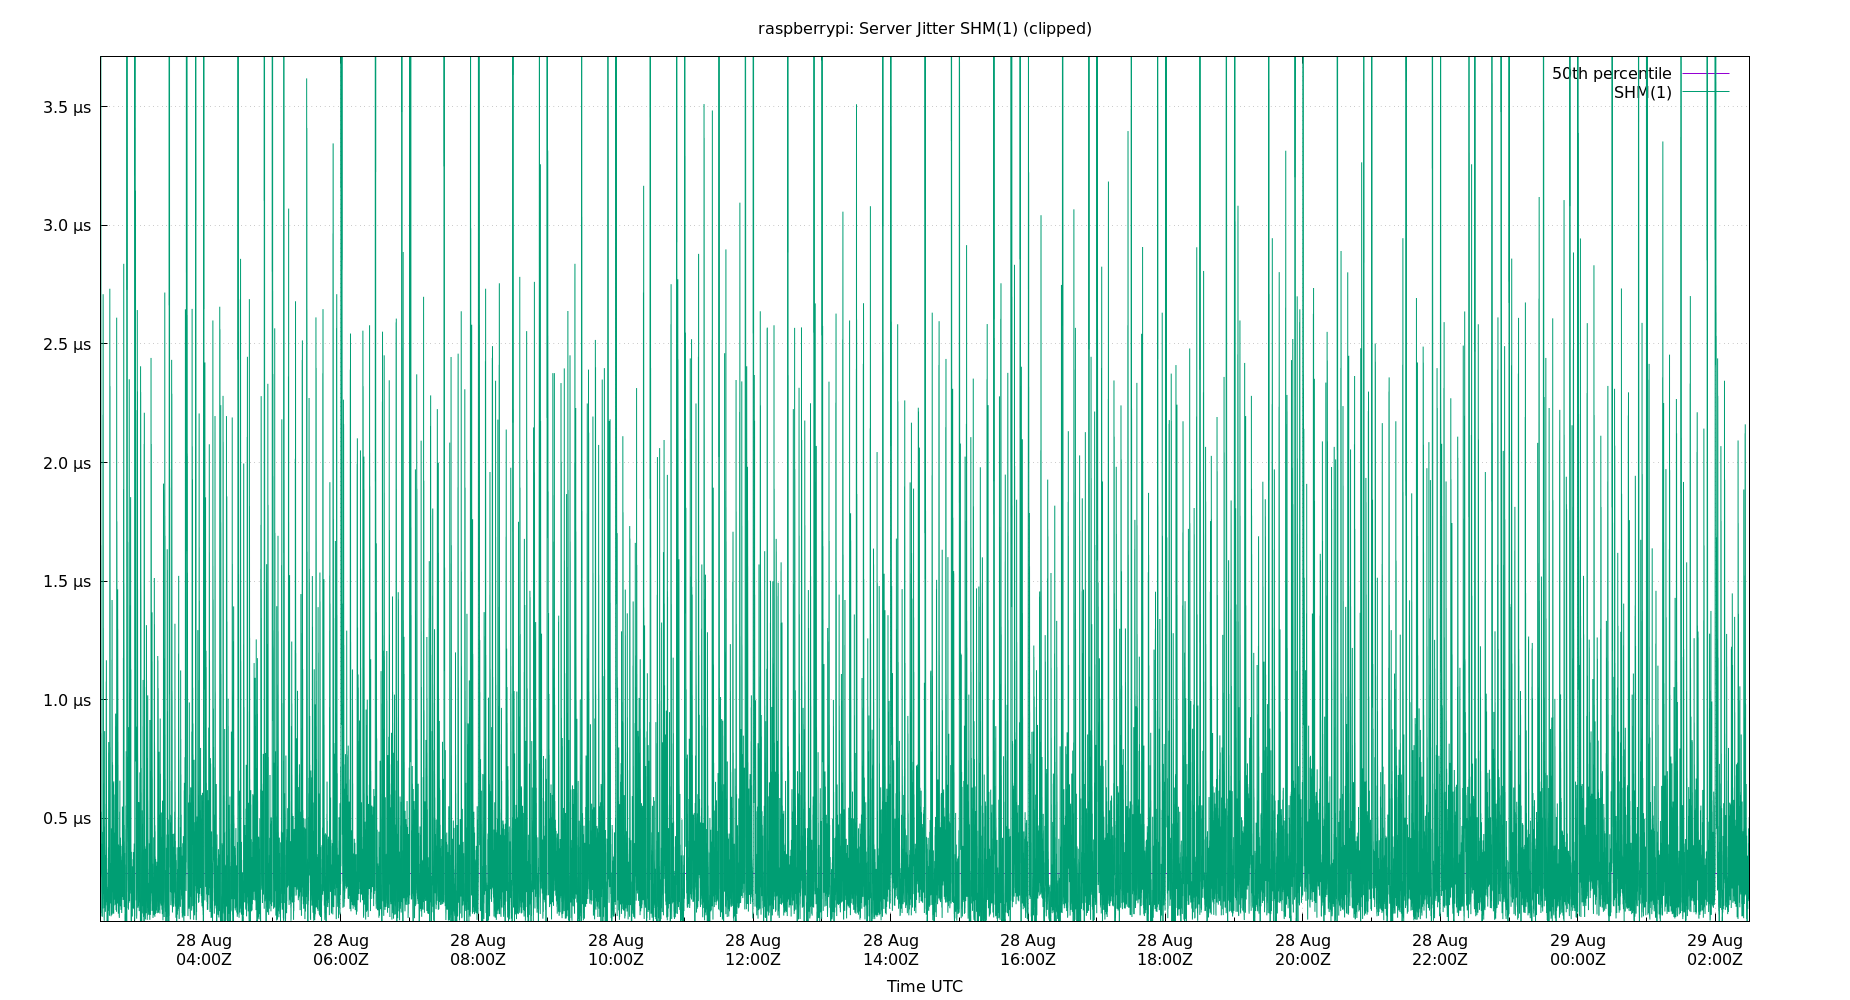 raspberrypi: Server Jitter SHM(1) (clipped)
50th percentile
SHM(1)
3.5 µs
3.0 µs
2.5 µs
2.0 µs
1.5 µs
1.0 µs
0.5 µs
28 Aug 28 Aug 28 Aug 28 Aug 28 Aug 28 Aug 28 Aug 28 Aug 28 Aug 28 Aug 29 Aug 29 Aug
04:00Z 06:00Z 08:00Z 10:00Z 12:00Z 14:00Z 16:00Z 18:00Z 20:00Z 22:00Z 00:00Z 02:00Z
Time UTC